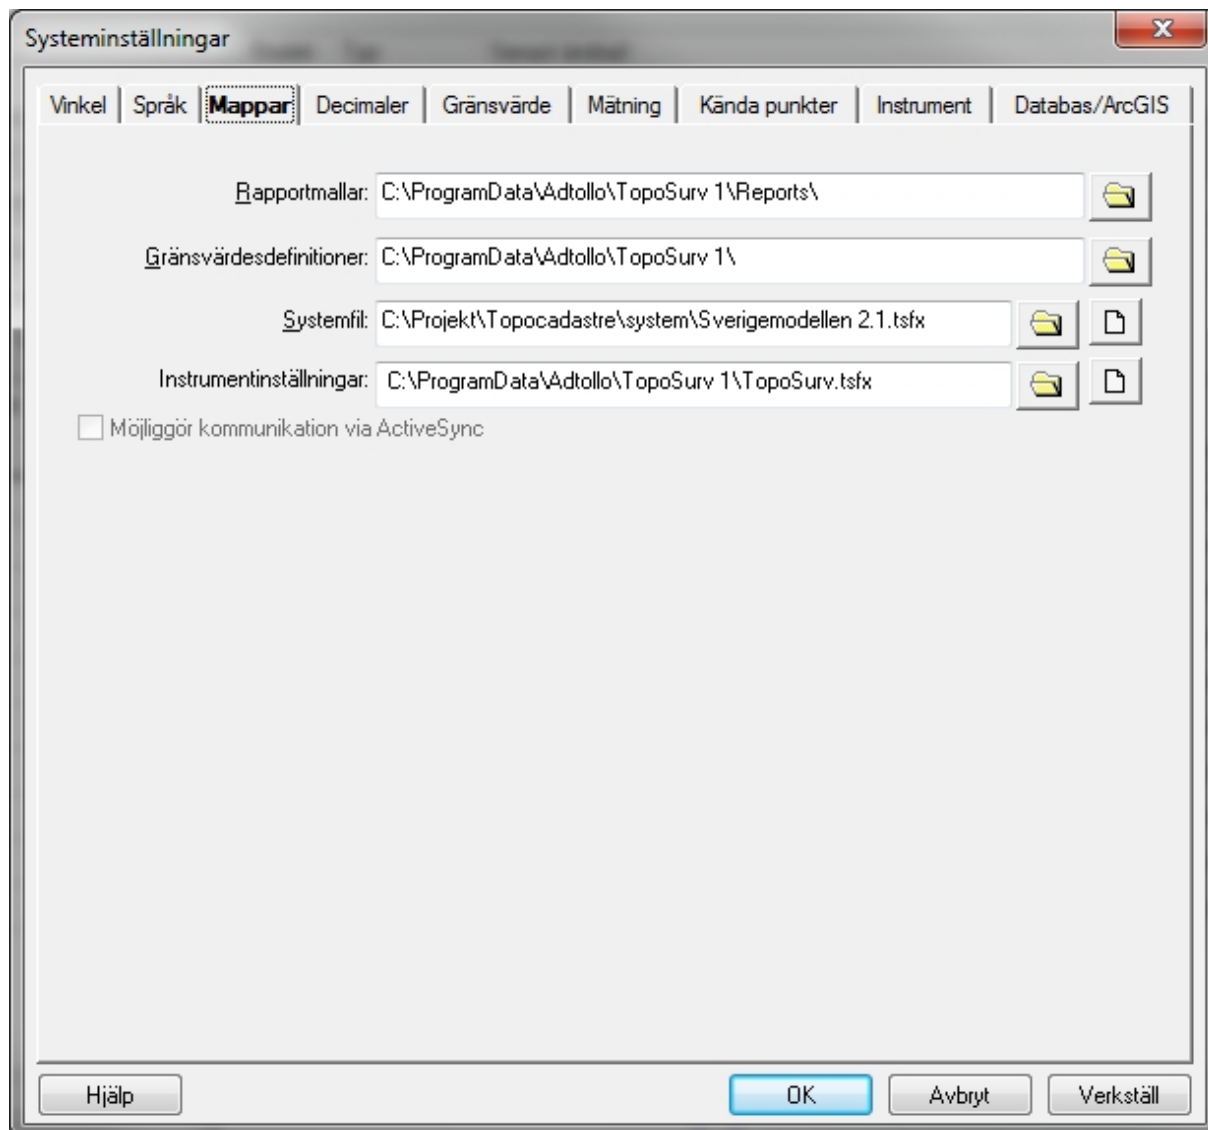 Systeminställningar
Vinkel Språk Mappar Decimaler Gränsvärde Mätning Kända punkter Instrument Databas/ArcGIS
Rapportmallar: C:\ProgramData\Adtollo\TopoSurv 1\Reports\
Gränsvärdesdefinitioner: C:\ProgramData\Adtollo\TopoSurv 1\
Systemfil: C:\Projekt\Topocadastre\system\Sverigemodellen 2.1.tsfx
Instrumentinställningar: C:\ProgramData\Adtollo\TopoSurv 1\TopoSurv.tsfx
Möjliggör kommunikation via ActiveSync
Hjälp OK Avbryt Verkställ